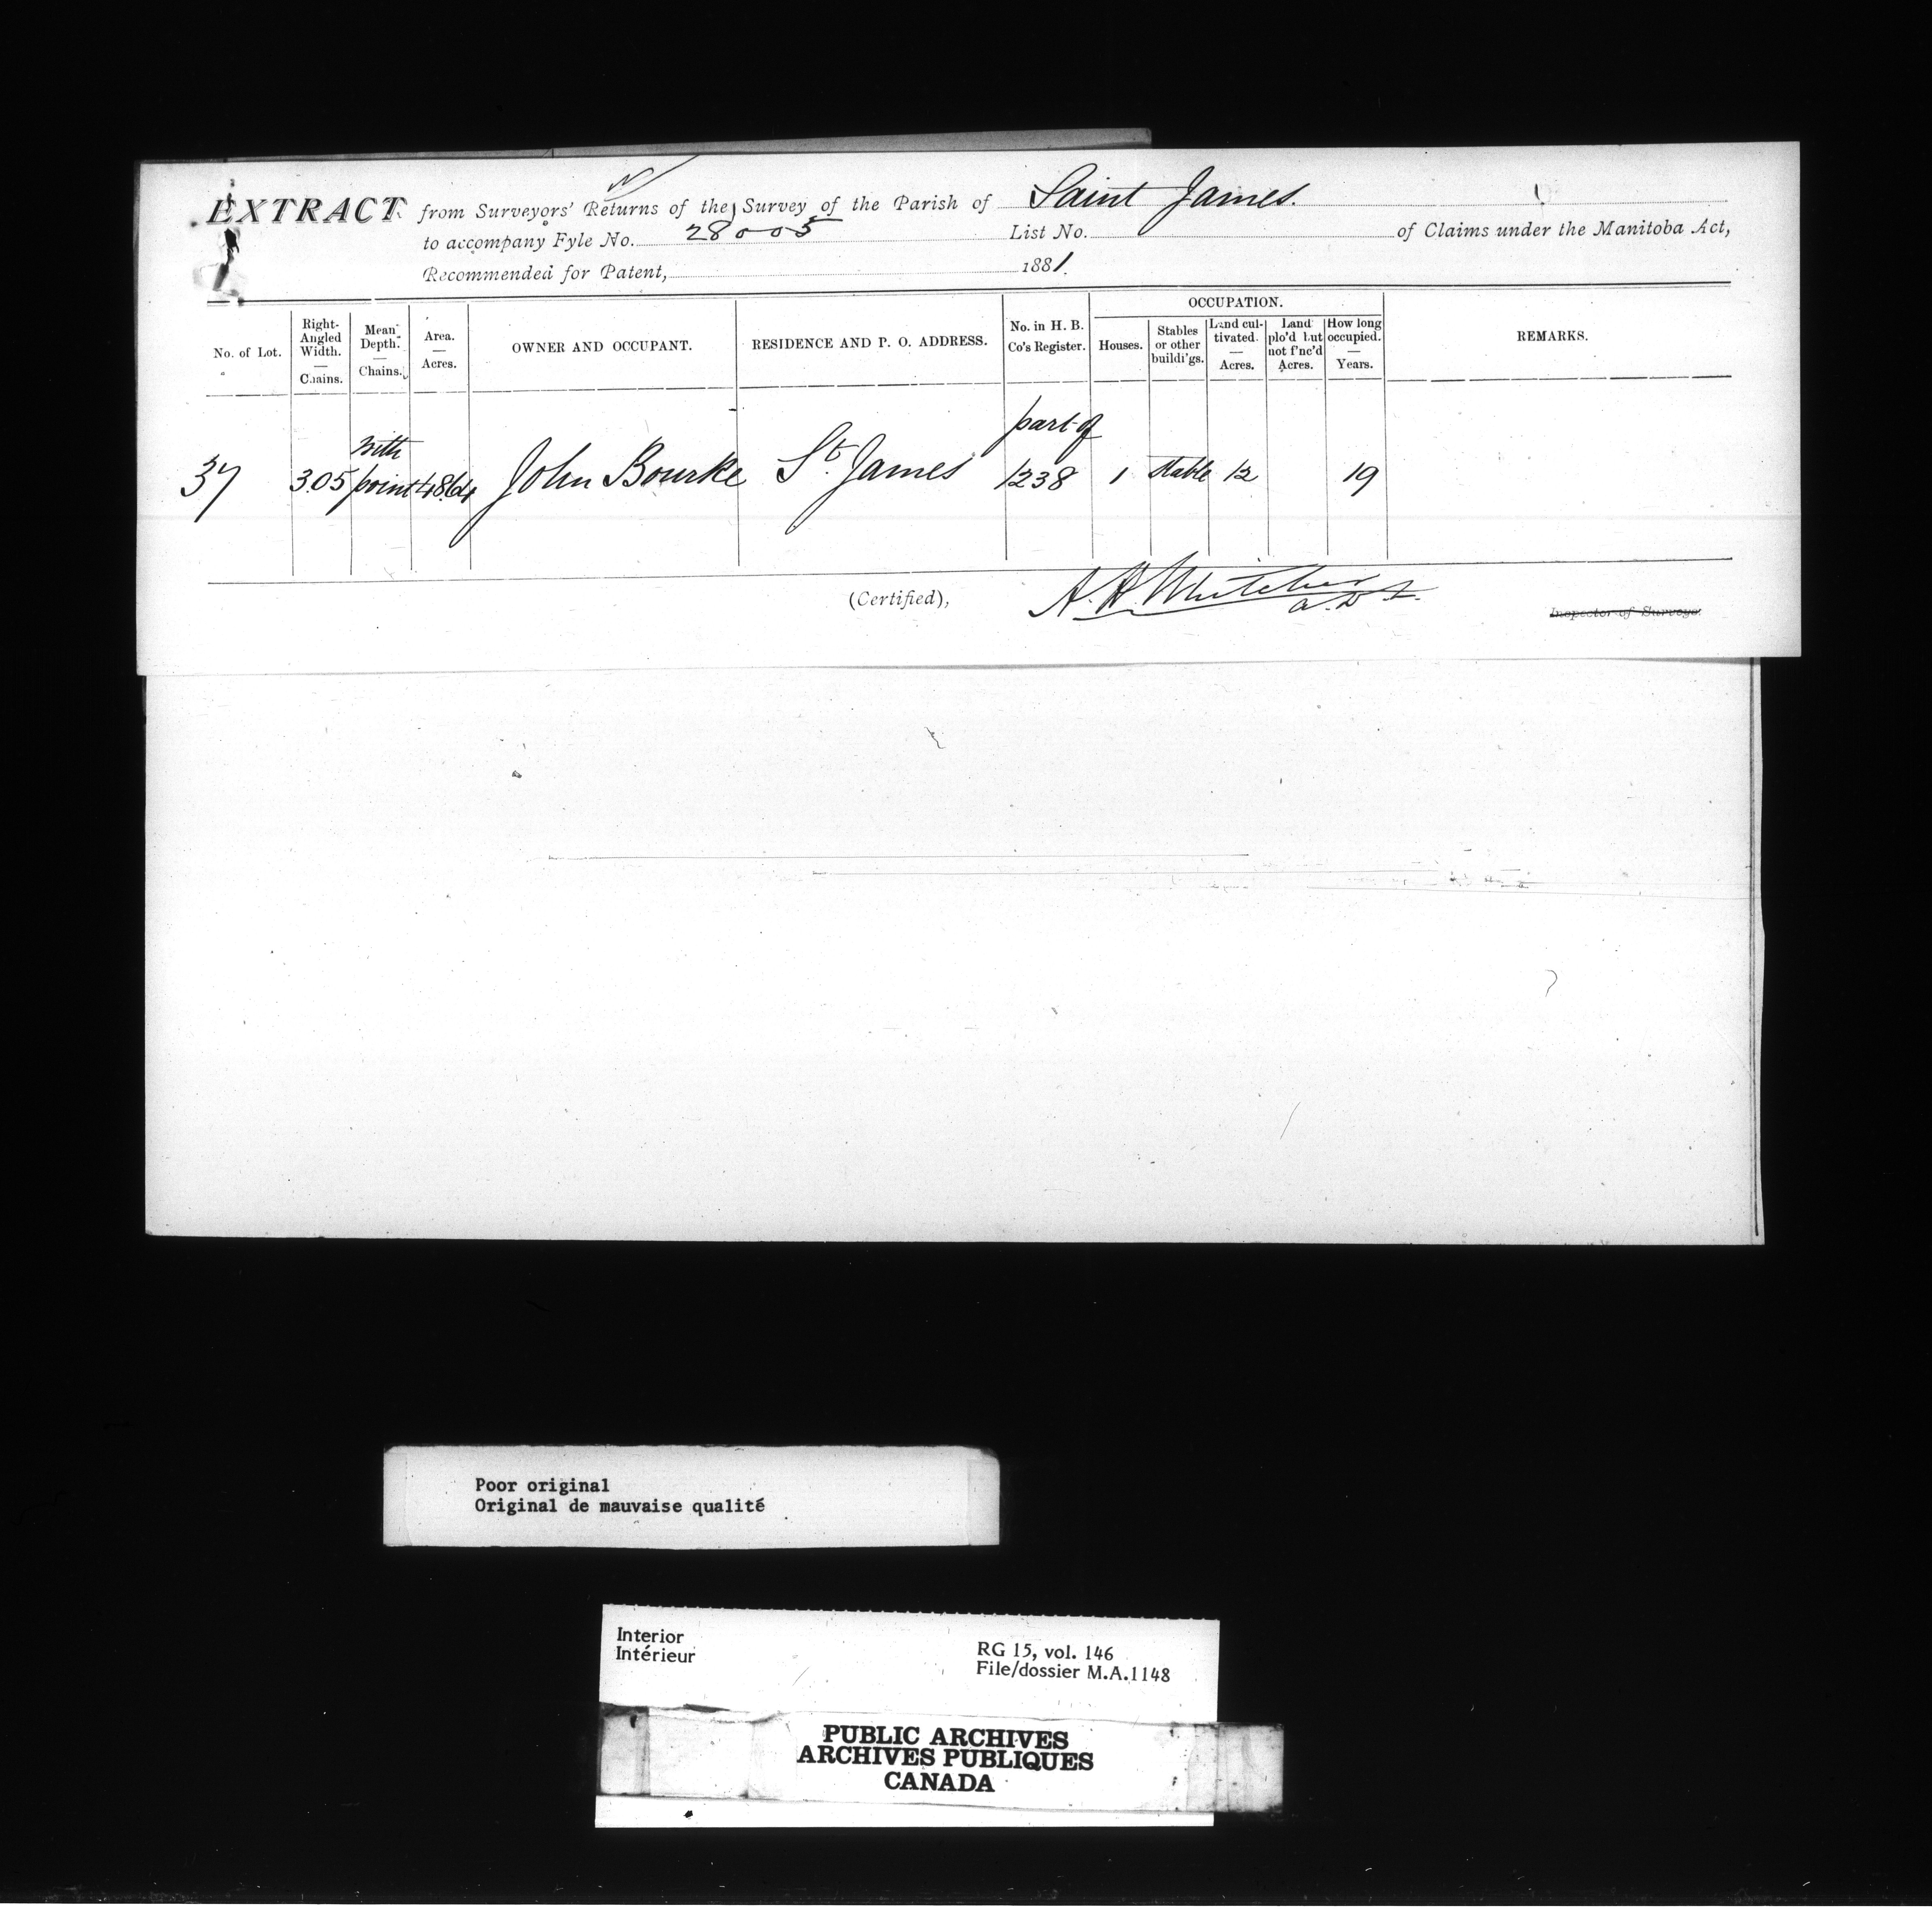 EXTRACT from Surveyors' Returns of the Survey of the Parish of Saint James.
to accompany Fyle No. 28005 List No. of Claims under the Manitoba Act,
Recommended for Patent, 1881.
OCCUPATION.
No. of Lot. Right-Angled Width. — Chains. Mean Depth. — Chains. Area. — Acres. OWNER AND OCCUPANT. RESIDENCE AND P. O. ADDRESS. No. in H. B. Co's Register. Houses. Stables or other buildi'gs. Land cultivated. — Acres. Land plo'd but not f'nc'd Acres. How long occupied. — Years. REMARKS.
37 3.05 with point 48.64 John Bourke St. James part of 1238 1 Stable 12 19
(Certified), A. H. Whitcher
Inspector of Surveys.
Poor original
Original de mauvaise qualité
Interior
Intérieur
RG 15, vol. 146
File/dossier M.A.1148
PUBLIC ARCHIVES
ARCHIVES PUBLIQUES
CANADA